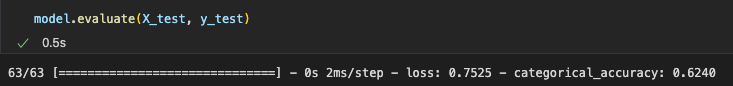 model.evaluate(X_test, y_test)
✓ 0.5s
63/63 [==============================] - 0s 2ms/step - loss: 0.7525 - categorical_accuracy: 0.6240